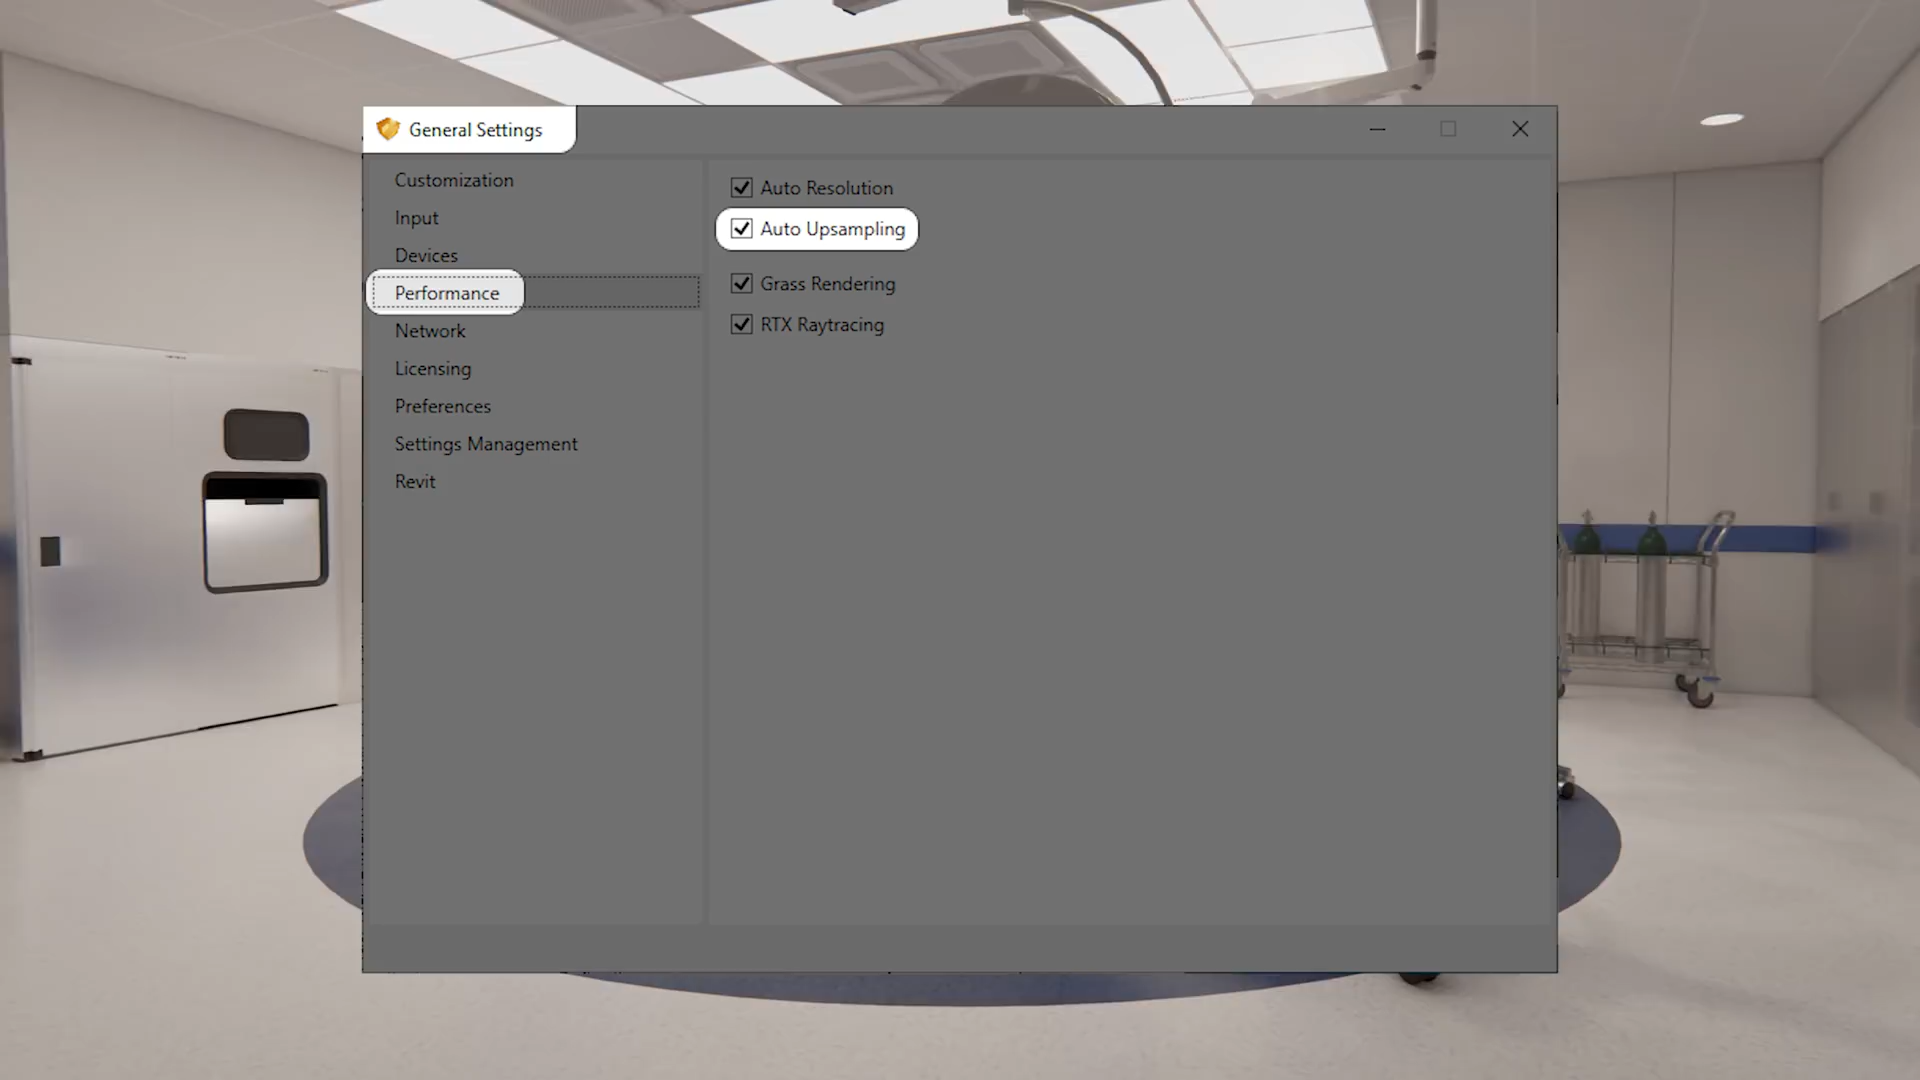 General Settings
Customization
Input
Devices
Performance
Network
Licensing
Preferences
Settings Management
Revit
Auto Resolution
Auto Upsampling
Grass Rendering
RTX Raytracing